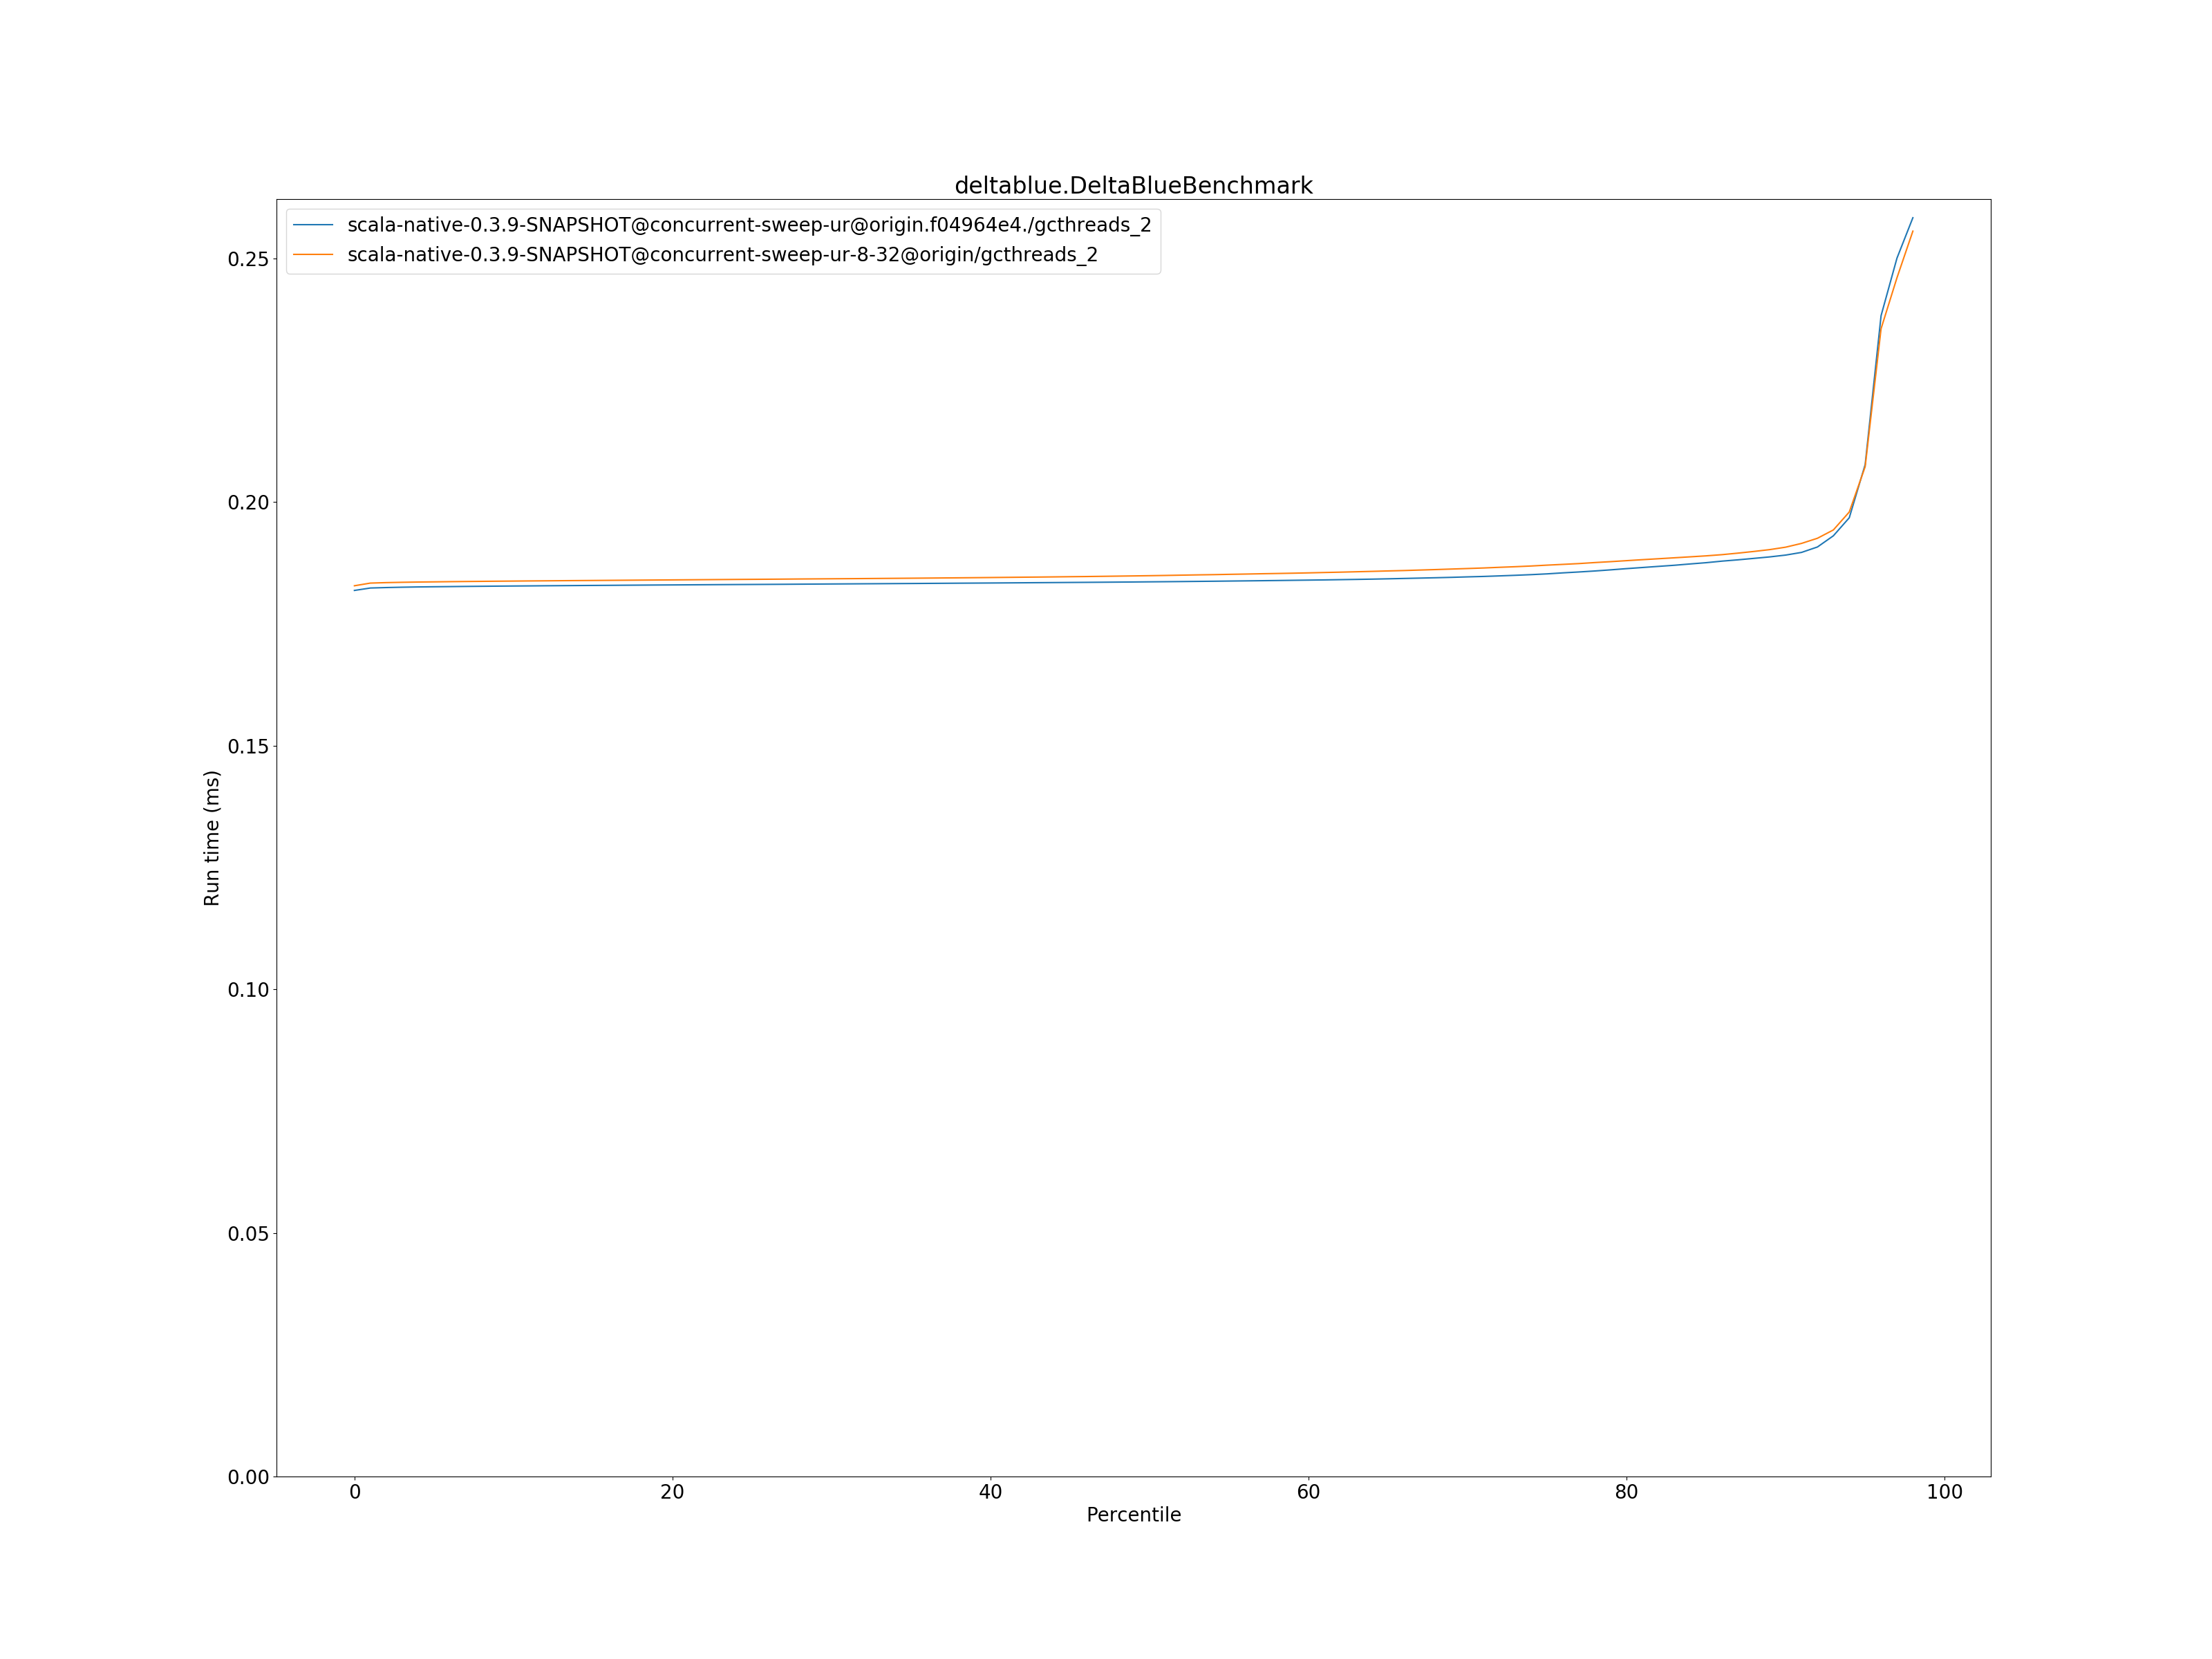 deltablue.DeltaBlueBenchmark
scala-native-0.3.9-SNAPSHOT@concurrent-sweep-ur@origin.f04964e4./gcthreads_2
scala-native-0.3.9-SNAPSHOT@concurrent-sweep-ur-8-32@origin/gcthreads_2
0.25
0.20
0.15
0.10
0.05
0.00
Run time (ms)
0 20 40 60 80 100
Percentile